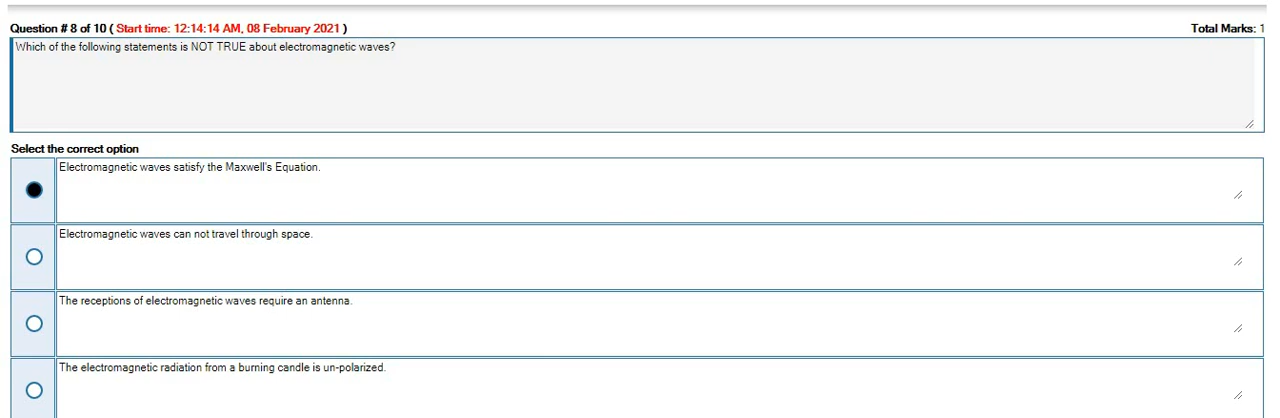 Question # 8 of 10 ( Start time: 12:14:14 AM, 08 February 2021 ) Total Marks: 1
Which of the following statements is NOT TRUE about electromagnetic waves?
Select the correct option
Electromagnetic waves satisfy the Maxwell's Equation.
Electromagnetic waves can not travel through space.
The receptions of electromagnetic waves require an antenna.
The electromagnetic radiation from a burning candle is un-polarized.